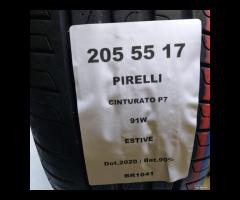 205 55 17
PIRELLI
CINTURATO P7
91W
ESTIVE
Dot.2020 / Bat.90%
BR1041